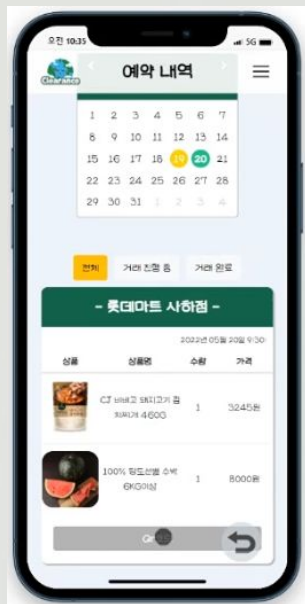 오전 10:35
5G
Clearance
예약 내역
1 2 3 4 5 6 7
8 9 10 11 12 13 14
15 16 17 18 19 20 21
22 23 24 25 26 27 28
29 30 31 1 2 3 4
전체 거래 진행 중 거래 완료
- 롯데마트 사하점 -
2022년 05월 20일 9:30
상품 상품명 수량 가격
CJ 비비고 돼지고기 김
치찌개 460G 1 3245원
100% 당도선별 수박
6KG이상 1 8000원